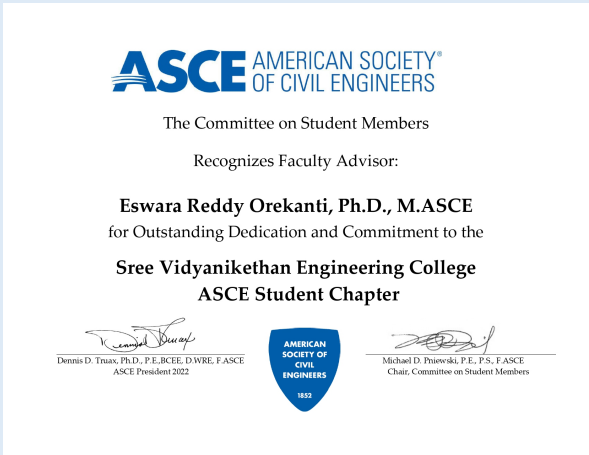 ASCE AMERICAN SOCIETY®
OF CIVIL ENGINEERS
The Committee on Student Members
Recognizes Faculty Advisor:
Eswara Reddy Orekanti, Ph.D., M.ASCE
for Outstanding Dedication and Commitment to the
Sree Vidyanikethan Engineering College
ASCE Student Chapter
Dennis D. Truax
Dennis D. Truax, Ph.D., P.E.,BCEE, D.WRE, F.ASCE
ASCE President 2022
AMERICAN
SOCIETY OF
CIVIL
ENGINEERS
1852
Michael D. Pniewski, P.E., P.S., F.ASCE
Chair, Committee on Student Members